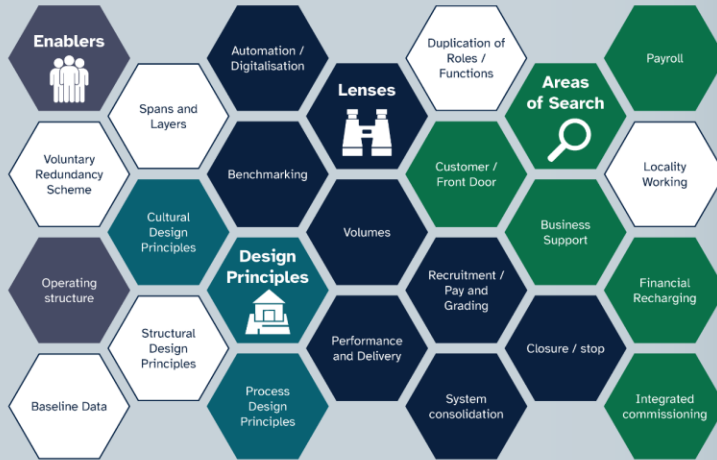 Enablers
Voluntary
Redundancy
Scheme
Operating
structure
Baseline Data
Spans and
Layers
Cultural
Design
Principles
Structural
Design
Principles
Automation /
Digitalisation
Benchmarking
Design
Principles
Process
Design
Principles
Lenses
Volumes
Performance
and Delivery
Duplication of
Roles /
Functions
Customer /
Front Door
Recruitment /
Pay and
Grading
System
consolidation
Areas
of Search
Business
Support
Closure / stop
Payroll
Locality
Working
Financial
Recharging
Integrated
commissioning